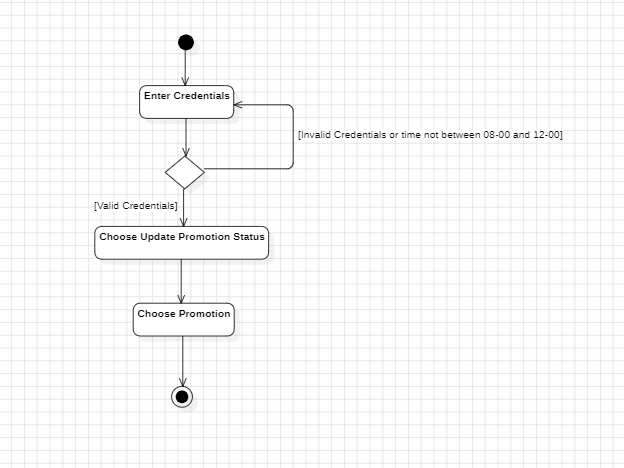 Enter Credentials
[Invalid Credentials or time not between 08-00 and 12-00]
[Valid Credentials]
Choose Update Promotion Status
Choose Promotion